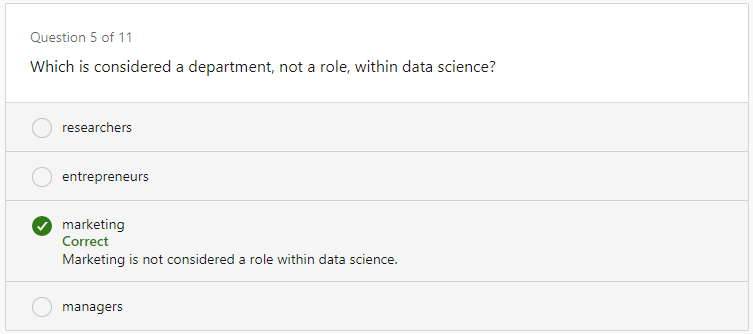 Question 5 of 11
Which is considered a department, not a role, within data science?
researchers
entrepreneurs
marketing
Correct
Marketing is not considered a role within data science.
managers